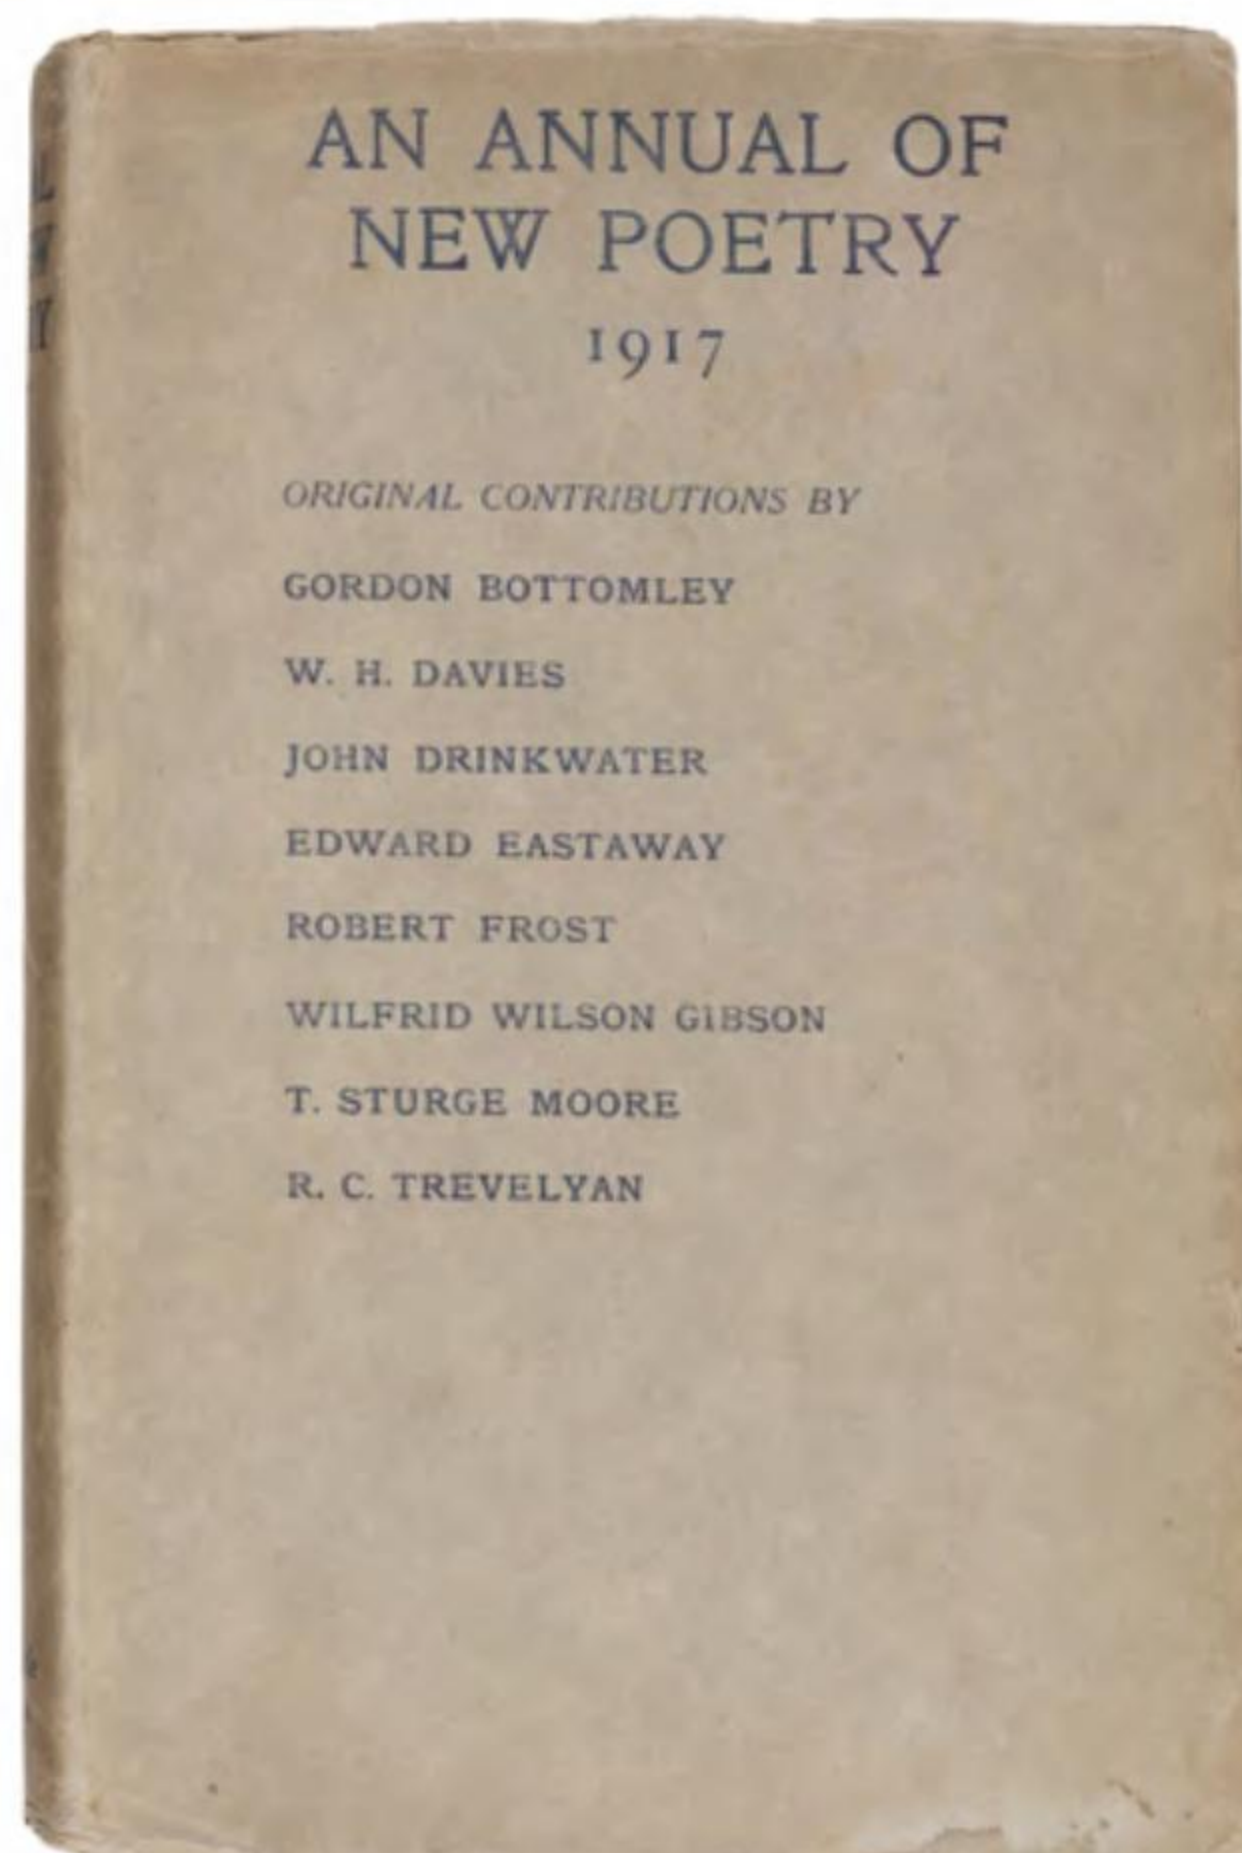 AN ANNUAL OF
NEW POETRY
1917
ORIGINAL CONTRIBUTIONS BY
GORDON BOTTOMLEY
W. H. DAVIES
JOHN DRINKWATER
EDWARD EASTAWAY
ROBERT FROST
WILFRID WILSON GIBSON
T. STURGE MOORE
R. C. TREVELYAN